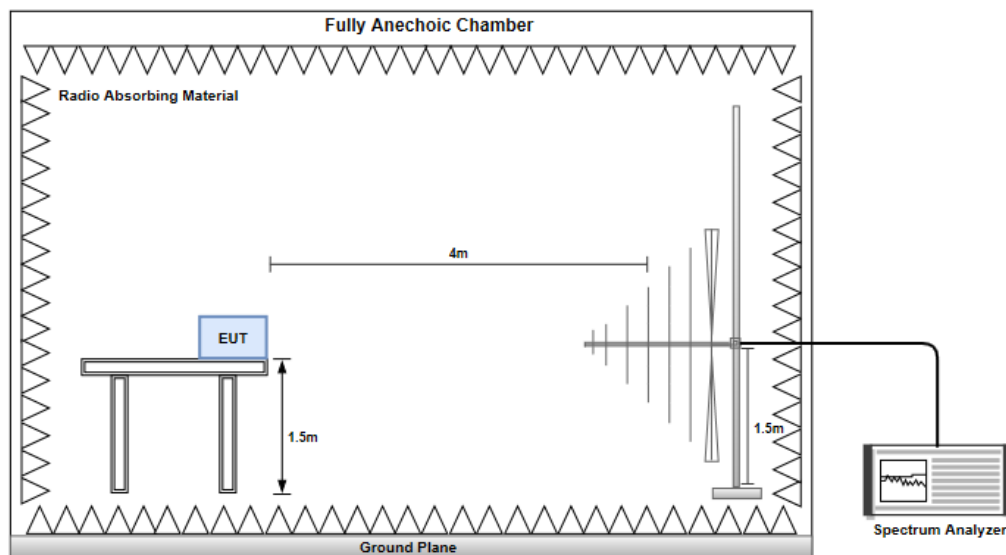 Fully Anechoic Chamber
Radio Absorbing Material
4m
EUT
1.5m
1.5m
Spectrum Analyzer
Ground Plane